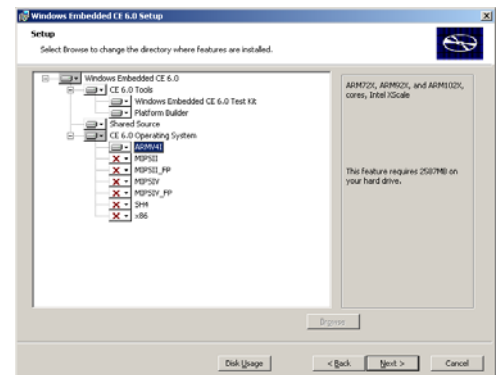 Windows Embedded CE 6.0 Setup
Setup
Select Browse to change the directory where features are installed.
Windows Embedded CE 6.0
CE 6.0 Tools
Windows Embedded CE 6.0 Test Kit
Platform Builder
Shared Source
CE 6.0 Operating System
ARMV4I
MIPSII
MIPSII_FP
MIPSIV
MIPSIV_FP
SH4
x86
ARM72X, ARM92X, and ARM102X,
cores, Intel XScale
This feature requires 2587MB on
your hard drive.
Browse
Disk Usage
< Back
Next >
Cancel